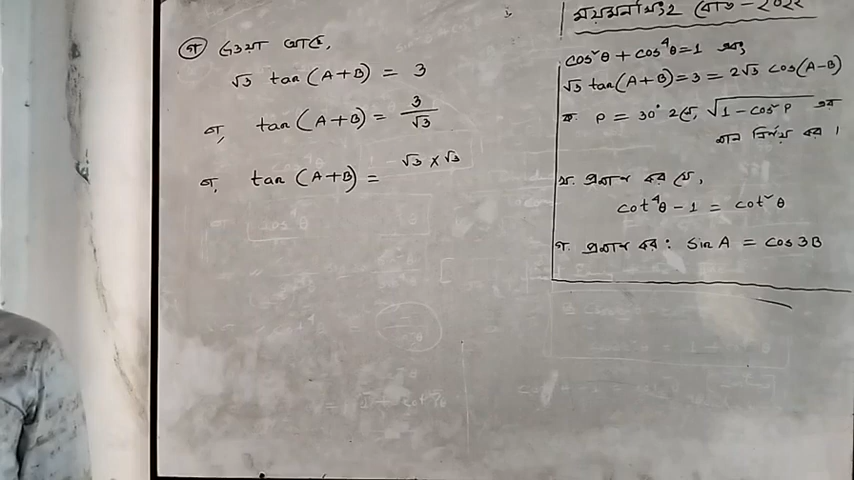 গ দেওয়া আছে,
√3 tan (A+B) = 3
বা, tan (A+B) = 3/√3
বা, tan (A+B) = √3 × √3
ময়মনসিংহ বোর্ড - ২০২২
cos²θ + cos⁴θ = 1 এবং
√3 tan(A+B) = 3 = 2√3 cos(A-B)
ক. P = 30° হলে, √(1 - cos²P) এর
মান নির্ণয় কর।
খ. প্রমাণ কর যে,
cot⁴θ - 1 = cot²θ
গ. প্রমাণ কর: sin A = cos 3B